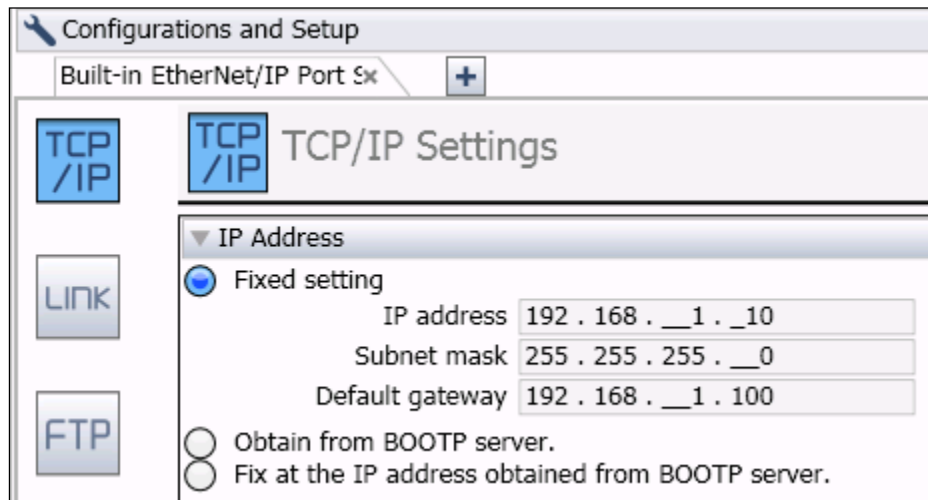 Configurations and Setup
Built-in EtherNet/IP Port S
TCP/IP
TCP/IP
TCP/IP Settings
LINK
FTP
IP Address
Fixed setting
IP address 192 . 168 . __1 . _10
Subnet mask 255 . 255 . 255 . __0
Default gateway 192 . 168 . __1 . 100
Obtain from BOOTP server.
Fix at the IP address obtained from BOOTP server.